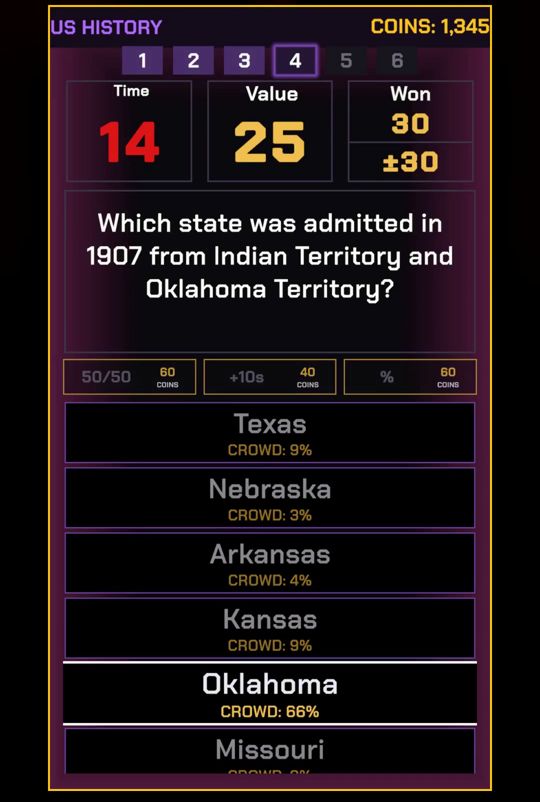 US HISTORY
COINS: 1,345
1 2 3 4 5 6
Time
14
Value
25
Won
30
±30
Which state was admitted in
1907 from Indian Territory and
Oklahoma Territory?
50/50
60
COINS
+10s
40
COINS
%
60
COINS
Texas
CROWD: 9%
Nebraska
CROWD: 3%
Arkansas
CROWD: 4%
Kansas
CROWD: 9%
Oklahoma
CROWD: 66%
Missouri
CROWD: